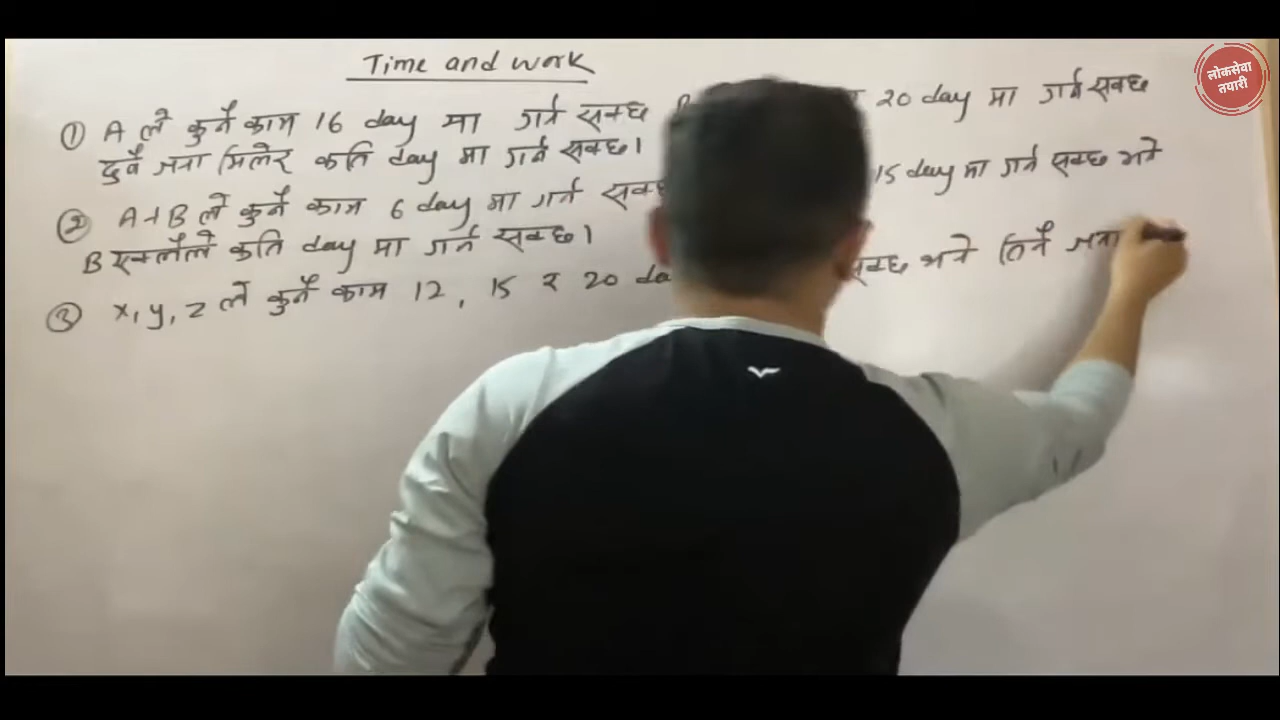 लोकसेवा
तयारी
Time and work
① A ले कुनै काम 16 day मा गर्न सक्छ 20 day मा गर्न सक्छ
दुवै जना मिलेर कति day मा गर्न सक्छ।
② A+B ले कुनै काम 6 day मा गर्न सक्छ 15 day मा गर्न सक्छ भने
B एक्लैले कति day मा गर्न सक्छ।
③ x, y, z ले कुनै काम 12, 15 र 20 da सक्छ भने तिनै जना